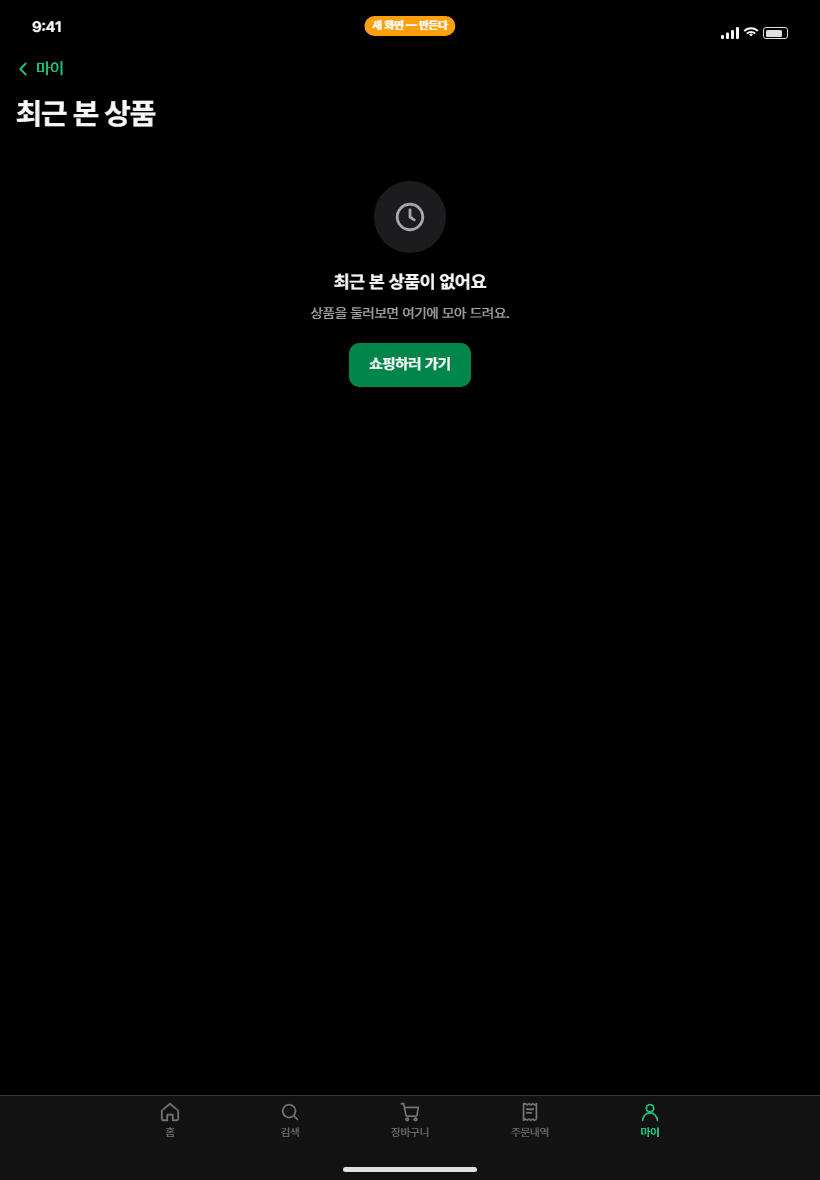 9:41
새 화면 — 만든다
마이
최근 본 상품
최근 본 상품이 없어요
상품을 둘러보면 여기에 모아 드려요.
쇼핑하러 가기
홈
검색
장바구니
주문내역
마이